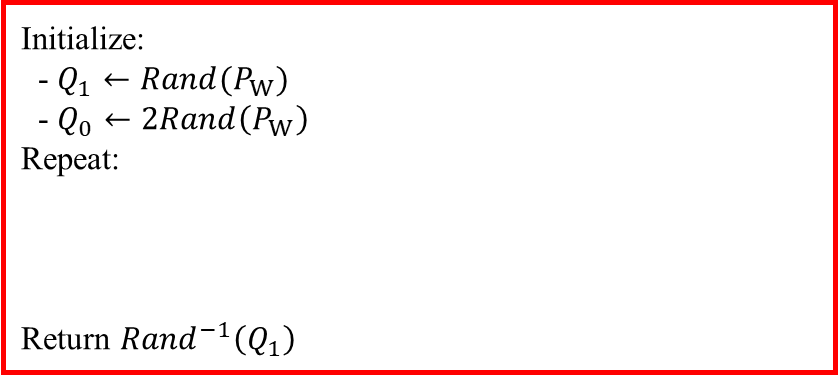 Initialize:
- Q₁ ← Rand(P_W)
- Q₀ ← 2Rand(P_W)
Repeat:
Return Rand⁻¹(Q₁)